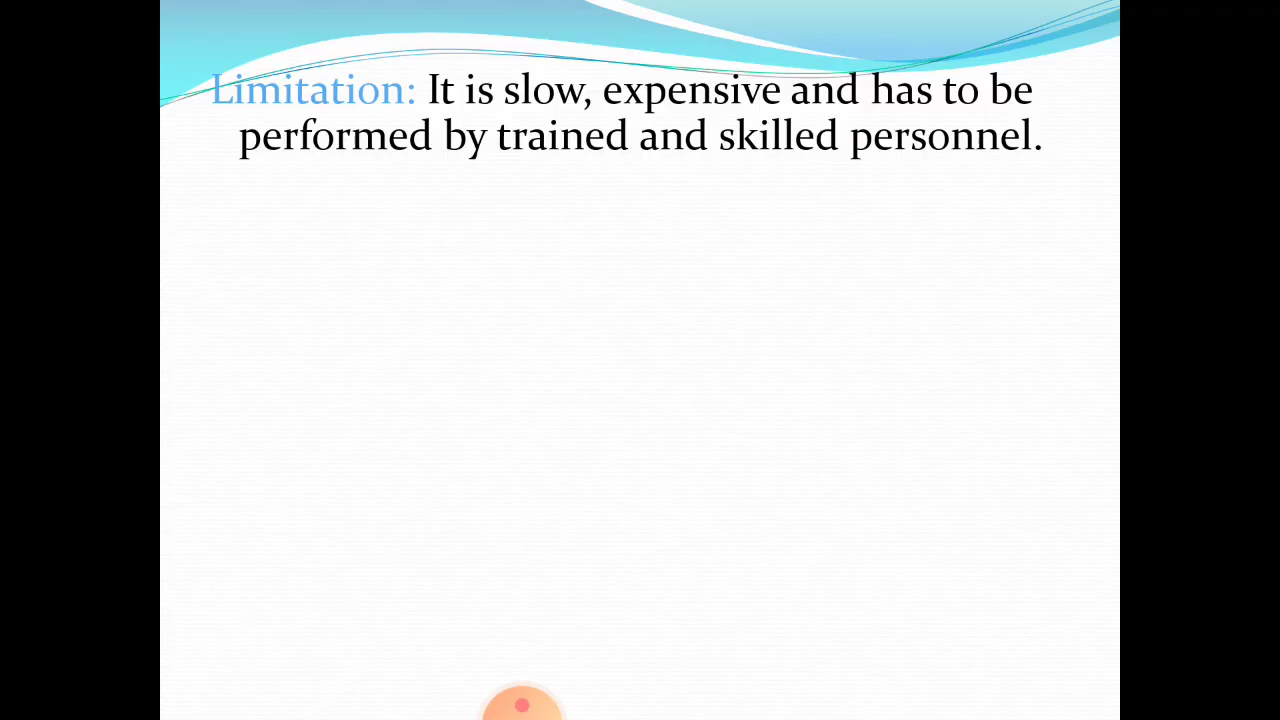 Limitation: It is slow, expensive and has to be
performed by trained and skilled personnel.